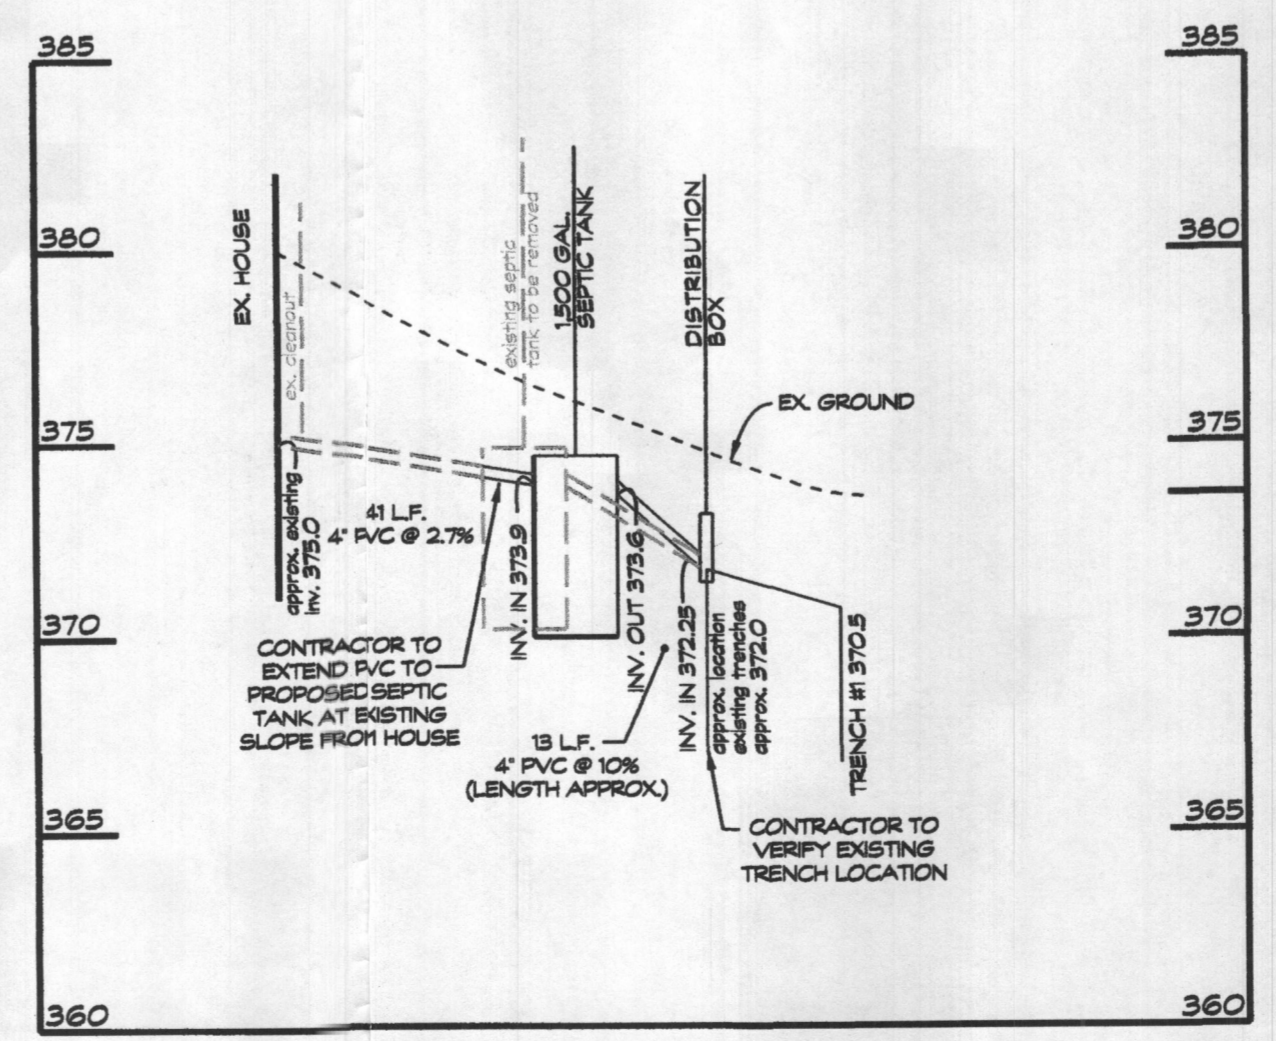 385
385
380
380
375
375
370
370
365
365
360
360
EX. HOUSE
ex. cleanout
existing septic
tank to be removed
1,500 GAL.
SEPTIC TANK
DISTRIBUTION
BOX
EX. GROUND
approx. existing
inv. 375.0
41 L.F.
4" PVC @ 2.7%
INV. IN 373.9
INV. OUT 373.6
INV. IN 372.25
approx. location
existing trenches
approx. 372.0
TRENCH #1 370.5
CONTRACTOR TO
EXTEND PVC TO
PROPOSED SEPTIC
TANK AT EXISTING
SLOPE FROM HOUSE
13 L.F.
4" PVC @ 10%
(LENGTH APPROX.)
CONTRACTOR TO
VERIFY EXISTING
TRENCH LOCATION